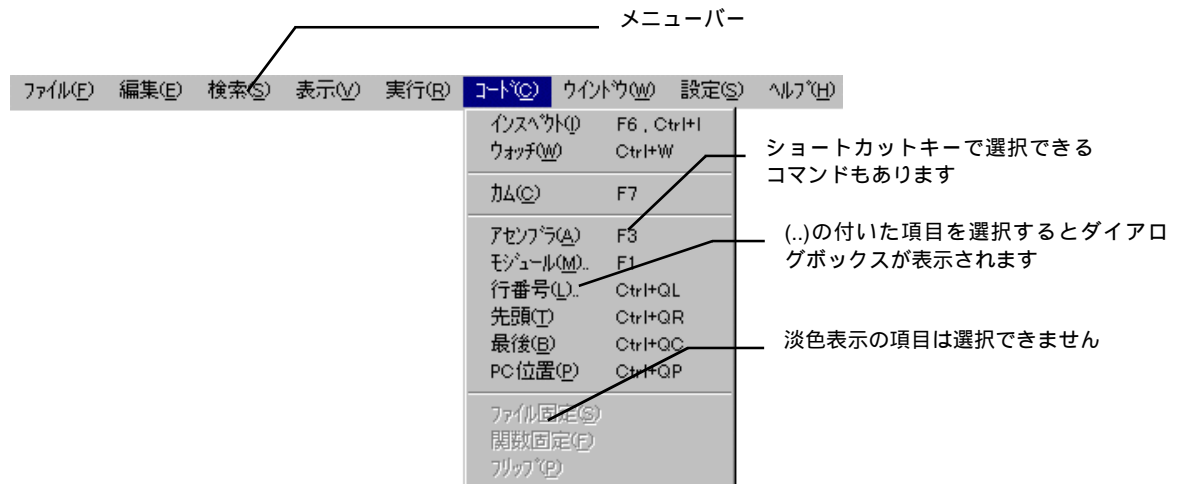 メニューバー
ﾌｧｲﾙ(F) 編集(E) 検索(S) 表示(V) 実行(R) ｺｰﾄﾞ(C) ｳｲﾝﾄﾞｳ(W) 設定(S) ﾍﾙﾌﾟ(H)
ｲﾝｽﾍﾟｸﾄ(I) F6 , Ctrl+I
ｳｫｯﾁ(W) Ctrl+W
ｶﾑ(C) F7
ｱｾﾝﾌﾞﾗ(A) F3
ﾓｼﾞｭｰﾙ(M).. F1
行番号(L).. Ctrl+QL
先頭(T) Ctrl+QR
最後(B) Ctrl+QC
PC位置(P) Ctrl+QP
ﾌｧｲﾙ固定(S)
関数固定(F)
ﾌﾘｯﾌﾟ(P)
ショートカットキーで選択できる
コマンドもあります
(..)の付いた項目を選択するとダイアロ
グボックスが表示されます
淡色表示の項目は選択できません